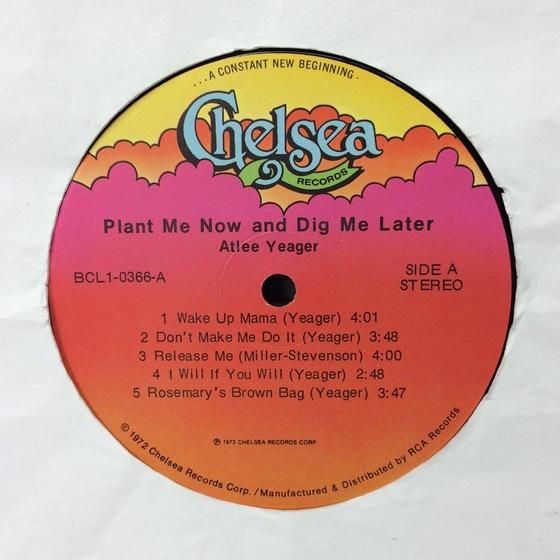 ...A CONSTANT NEW BEGINNING.
Chelsea
RECORDS
Plant Me Now and Dig Me Later
Atlee Yeager
BCL1-0366-A
SIDE A
STEREO
1 Wake Up Mama (Yeager) 4:01
2 Don't Make Me Do It (Yeager) 3:48
3 Release Me (Miller-Stevenson) 4:00
4 I Will If You Will (Yeager) 2:48
5 Rosemary's Brown Bag (Yeager) 3:47
℗ 1973 CHELSEA RECORDS CORP
© 1972 Chelsea Records Corp. / Manufactured & Distributed by RCA Records